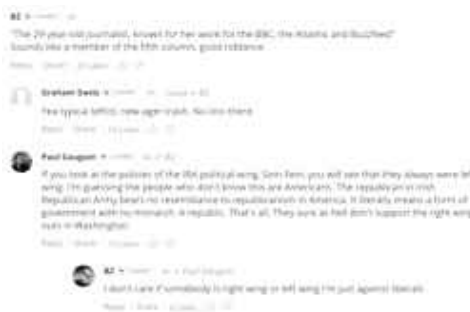 AZ
"The 29 year old journalist, known for her work for the BBC, the Atlantic and Buzzfeed"
Sounds like a member of the fifth column, good riddance.
Graham Davis
Yea typical leftist, new age trash. No loss there.
Paul Gauguin
If you look at the policies of the IRA political wing, Sinn Fein, you will see that they always were left
wing. I'm guessing the people who don't know this are Americans. The republican in Irish
Republican Army bears no resemblance to republicanism in America. It literally means a form of
government with no monarch. A republic. That's all. They sure as hell don't support the right wing
nuts in Washington.
AZ Paul Gauguin
I don't care if somebody is right wing or left wing I'm just against liberals.